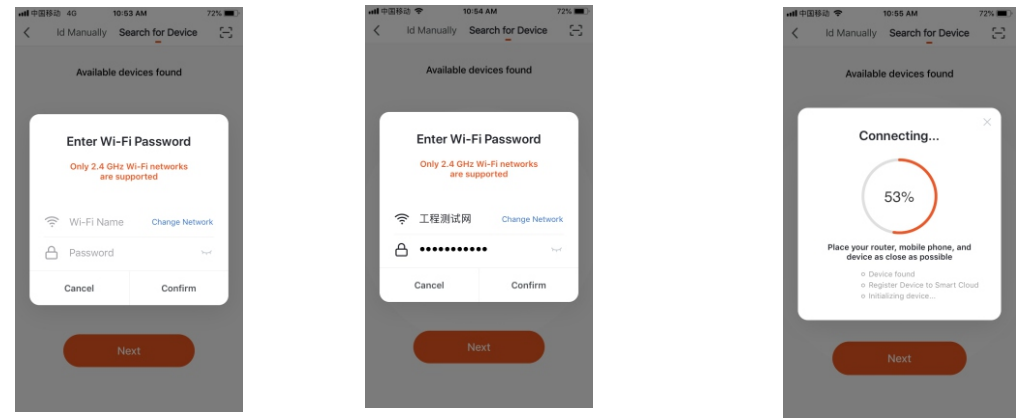 中国移动 4G 10:53 AM 72%
ld Manually Search for Device
Available devices found
Enter Wi-Fi Password
Only 2.4 GHz Wi-Fi networks
are supported
Wi-Fi Name Change Network
Password
Cancel Confirm
Next
中国移动 10:54 AM 72%
ld Manually Search for Device
Available devices found
Enter Wi-Fi Password
Only 2.4 GHz Wi-Fi networks
are supported
工程测试网 Change Network
•••••••••••
Cancel Confirm
Next
中国移动 10:55 AM 72%
ld Manually Search for Device
Available devices found
Connecting...
53%
Place your router, mobile phone, and
device as close as possible
Device found
Register Device to Smart Cloud
Initializing device...
Next